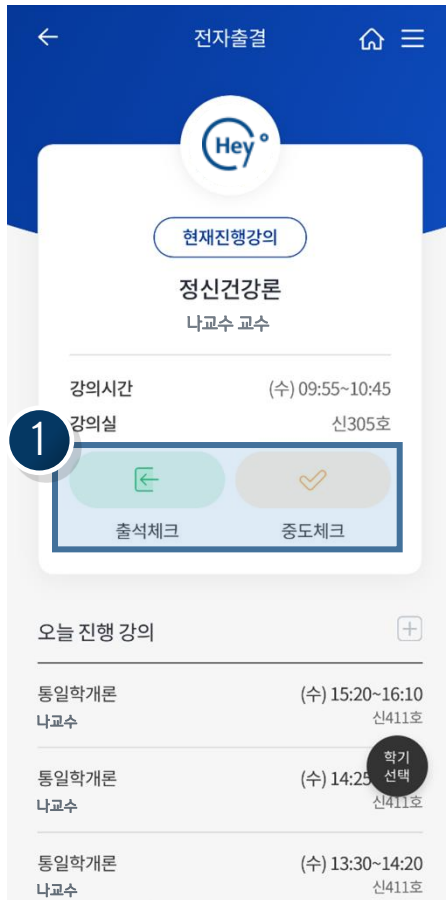 전자출결
Hey
현재진행강의
정신건강론
나교수 교수
강의시간 (수) 09:55~10:45
강의실 신305호
1
출석체크 중도체크
오늘 진행 강의
통일학개론 (수) 15:20~16:10
나교수 신411호
학기
선택
통일학개론 (수) 14:25
나교수 신411호
통일학개론 (수) 13:30~14:20
나교수 신411호